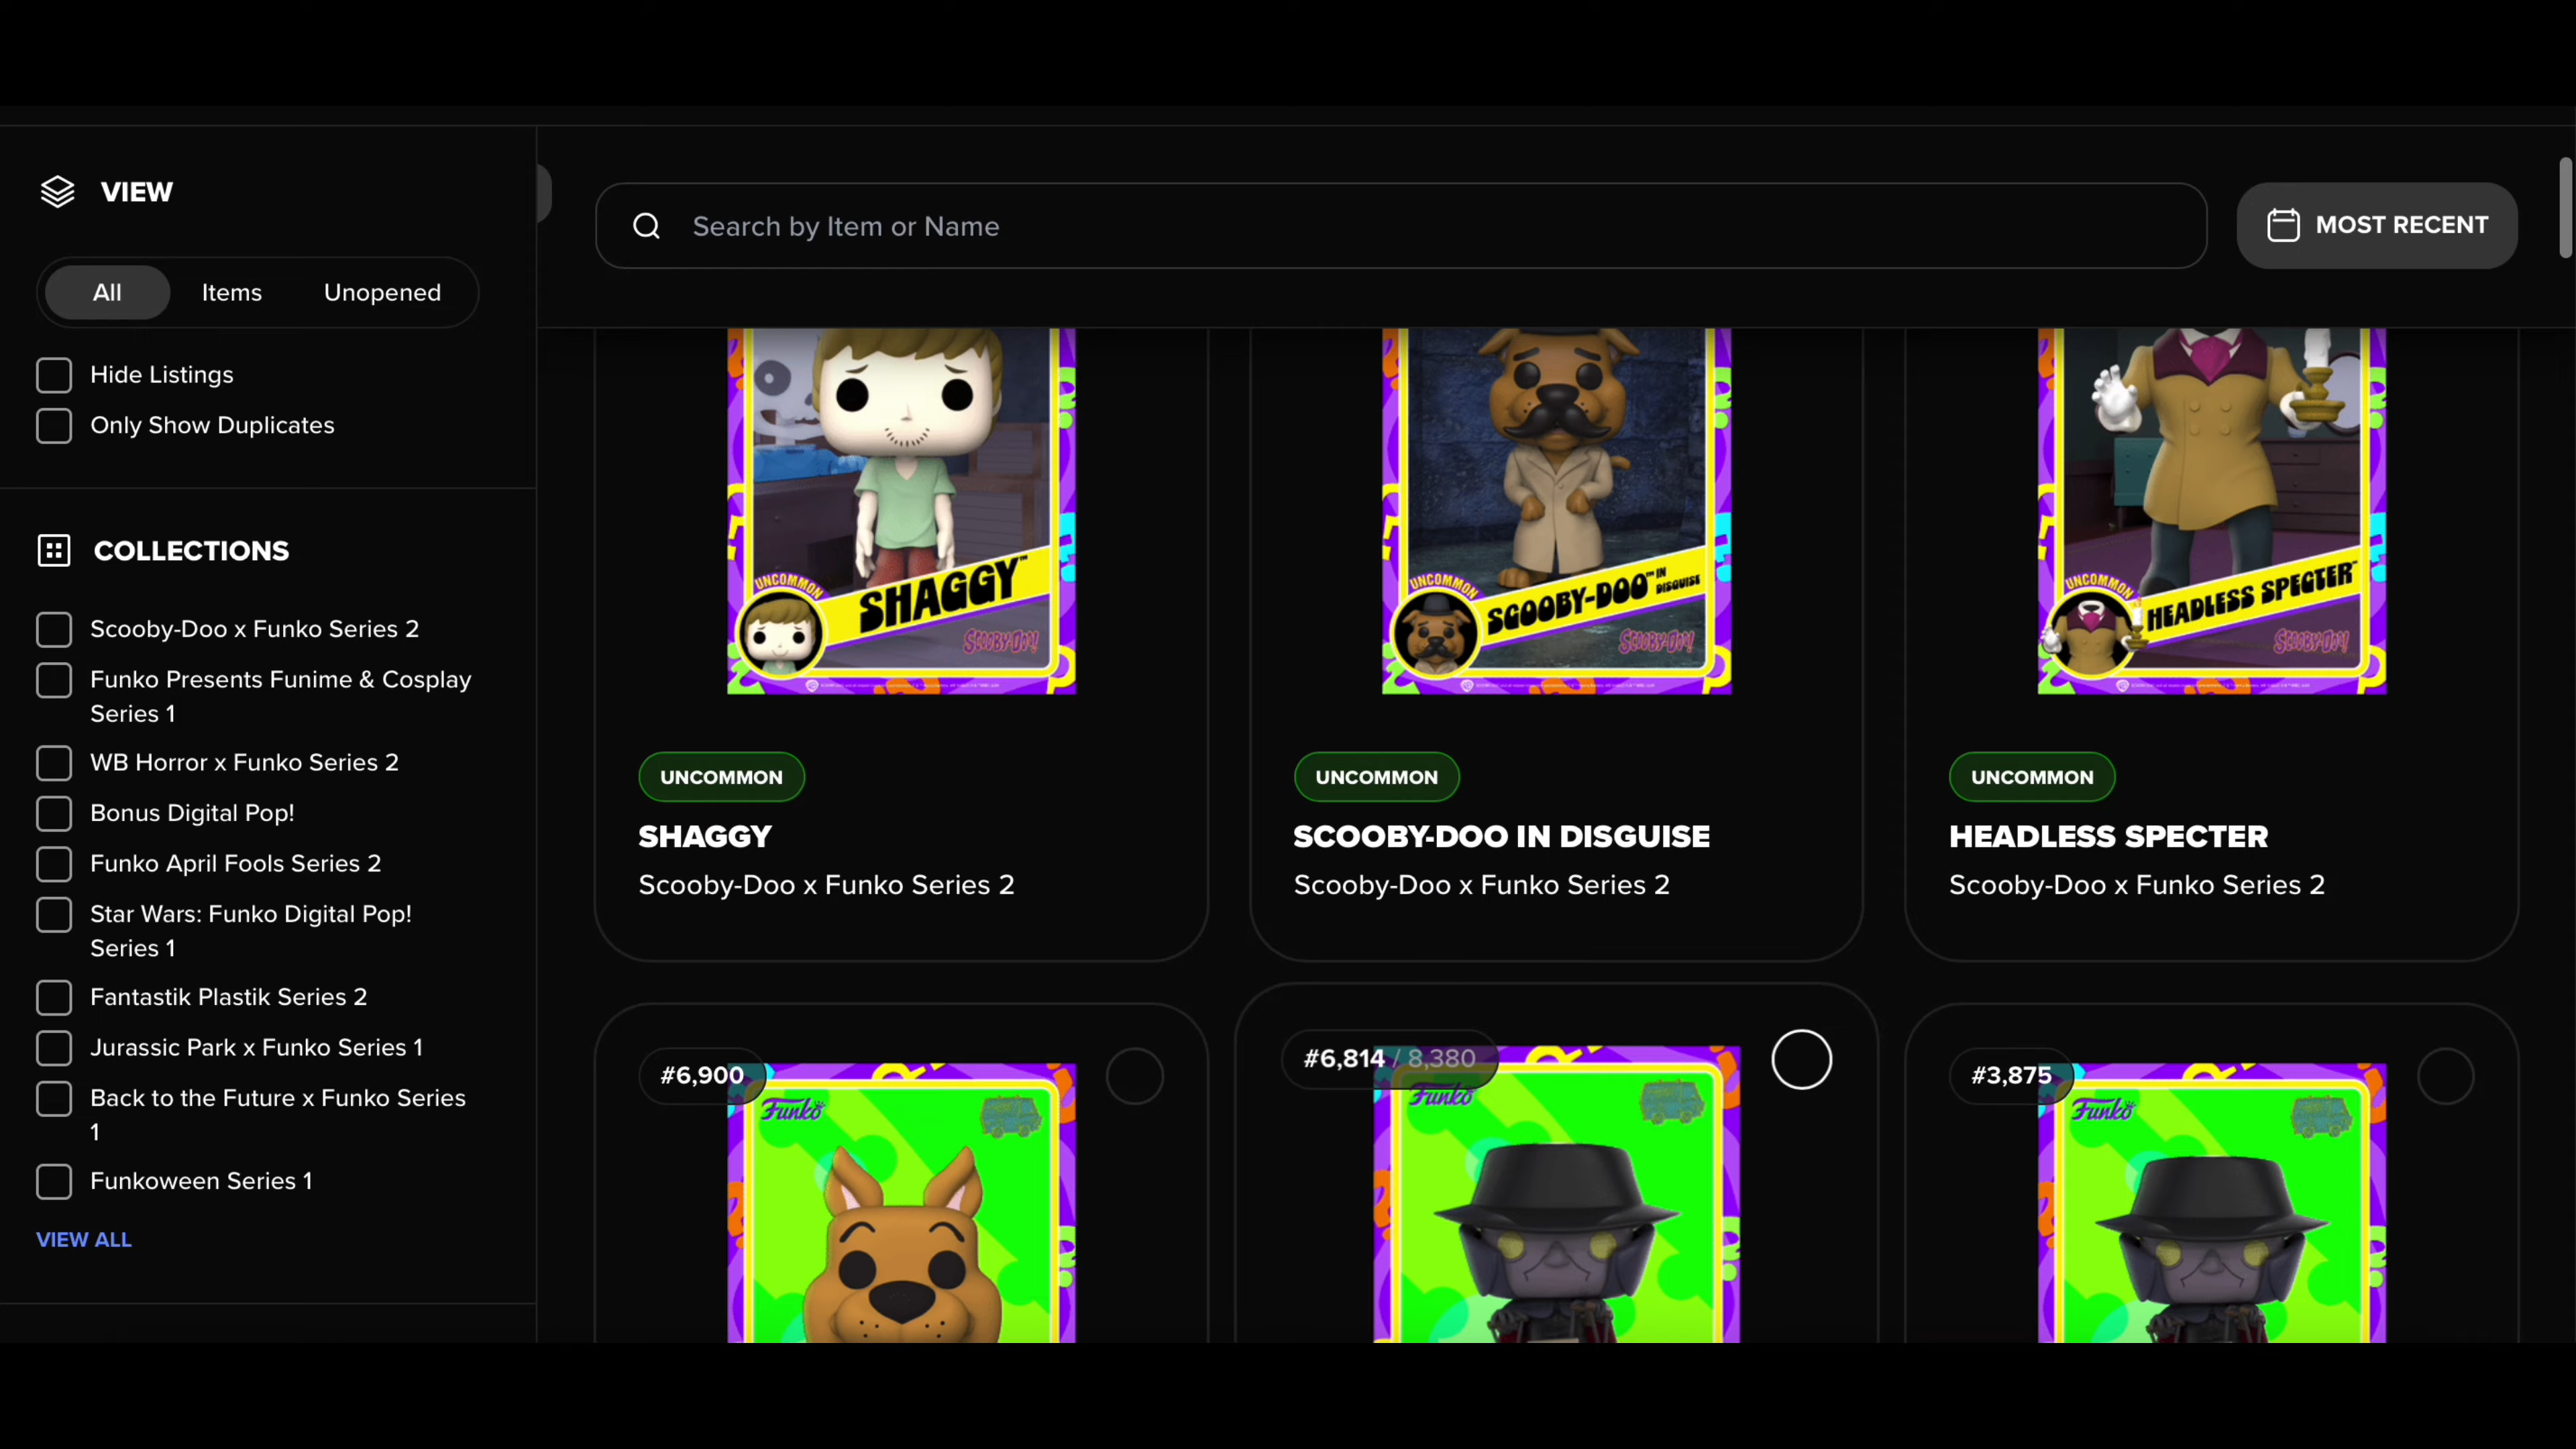 VIEW
All
Items
Unopened
Hide Listings
Only Show Duplicates
COLLECTIONS
Scooby-Doo x Funko Series 2
Funko Presents Funime & Cosplay
Series 1
WB Horror x Funko Series 2
Bonus Digital Pop!
Funko April Fools Series 2
Star Wars: Funko Digital Pop!
Series 1
Fantastik Plastik Series 2
Jurassic Park x Funko Series 1
Back to the Future x Funko Series
1
Funkoween Series 1
VIEW ALL
Search by Item or Name
MOST RECENT
UNCOMMON
SHAGGY™
SCOOBY-DOO!
UNCOMMON
SHAGGY
Scooby-Doo x Funko Series 2
UNCOMMON
SCOOBY-DOO™ IN
DISGUISE
SCOOBY-DOO!
UNCOMMON
SCOOBY-DOO IN DISGUISE
Scooby-Doo x Funko Series 2
UNCOMMON
HEADLESS SPECTER™
SCOOBY-DOO!
UNCOMMON
HEADLESS SPECTER
Scooby-Doo x Funko Series 2
#6,900
Funko
#6,814 / 8,380
Funko
#3,875
Funko